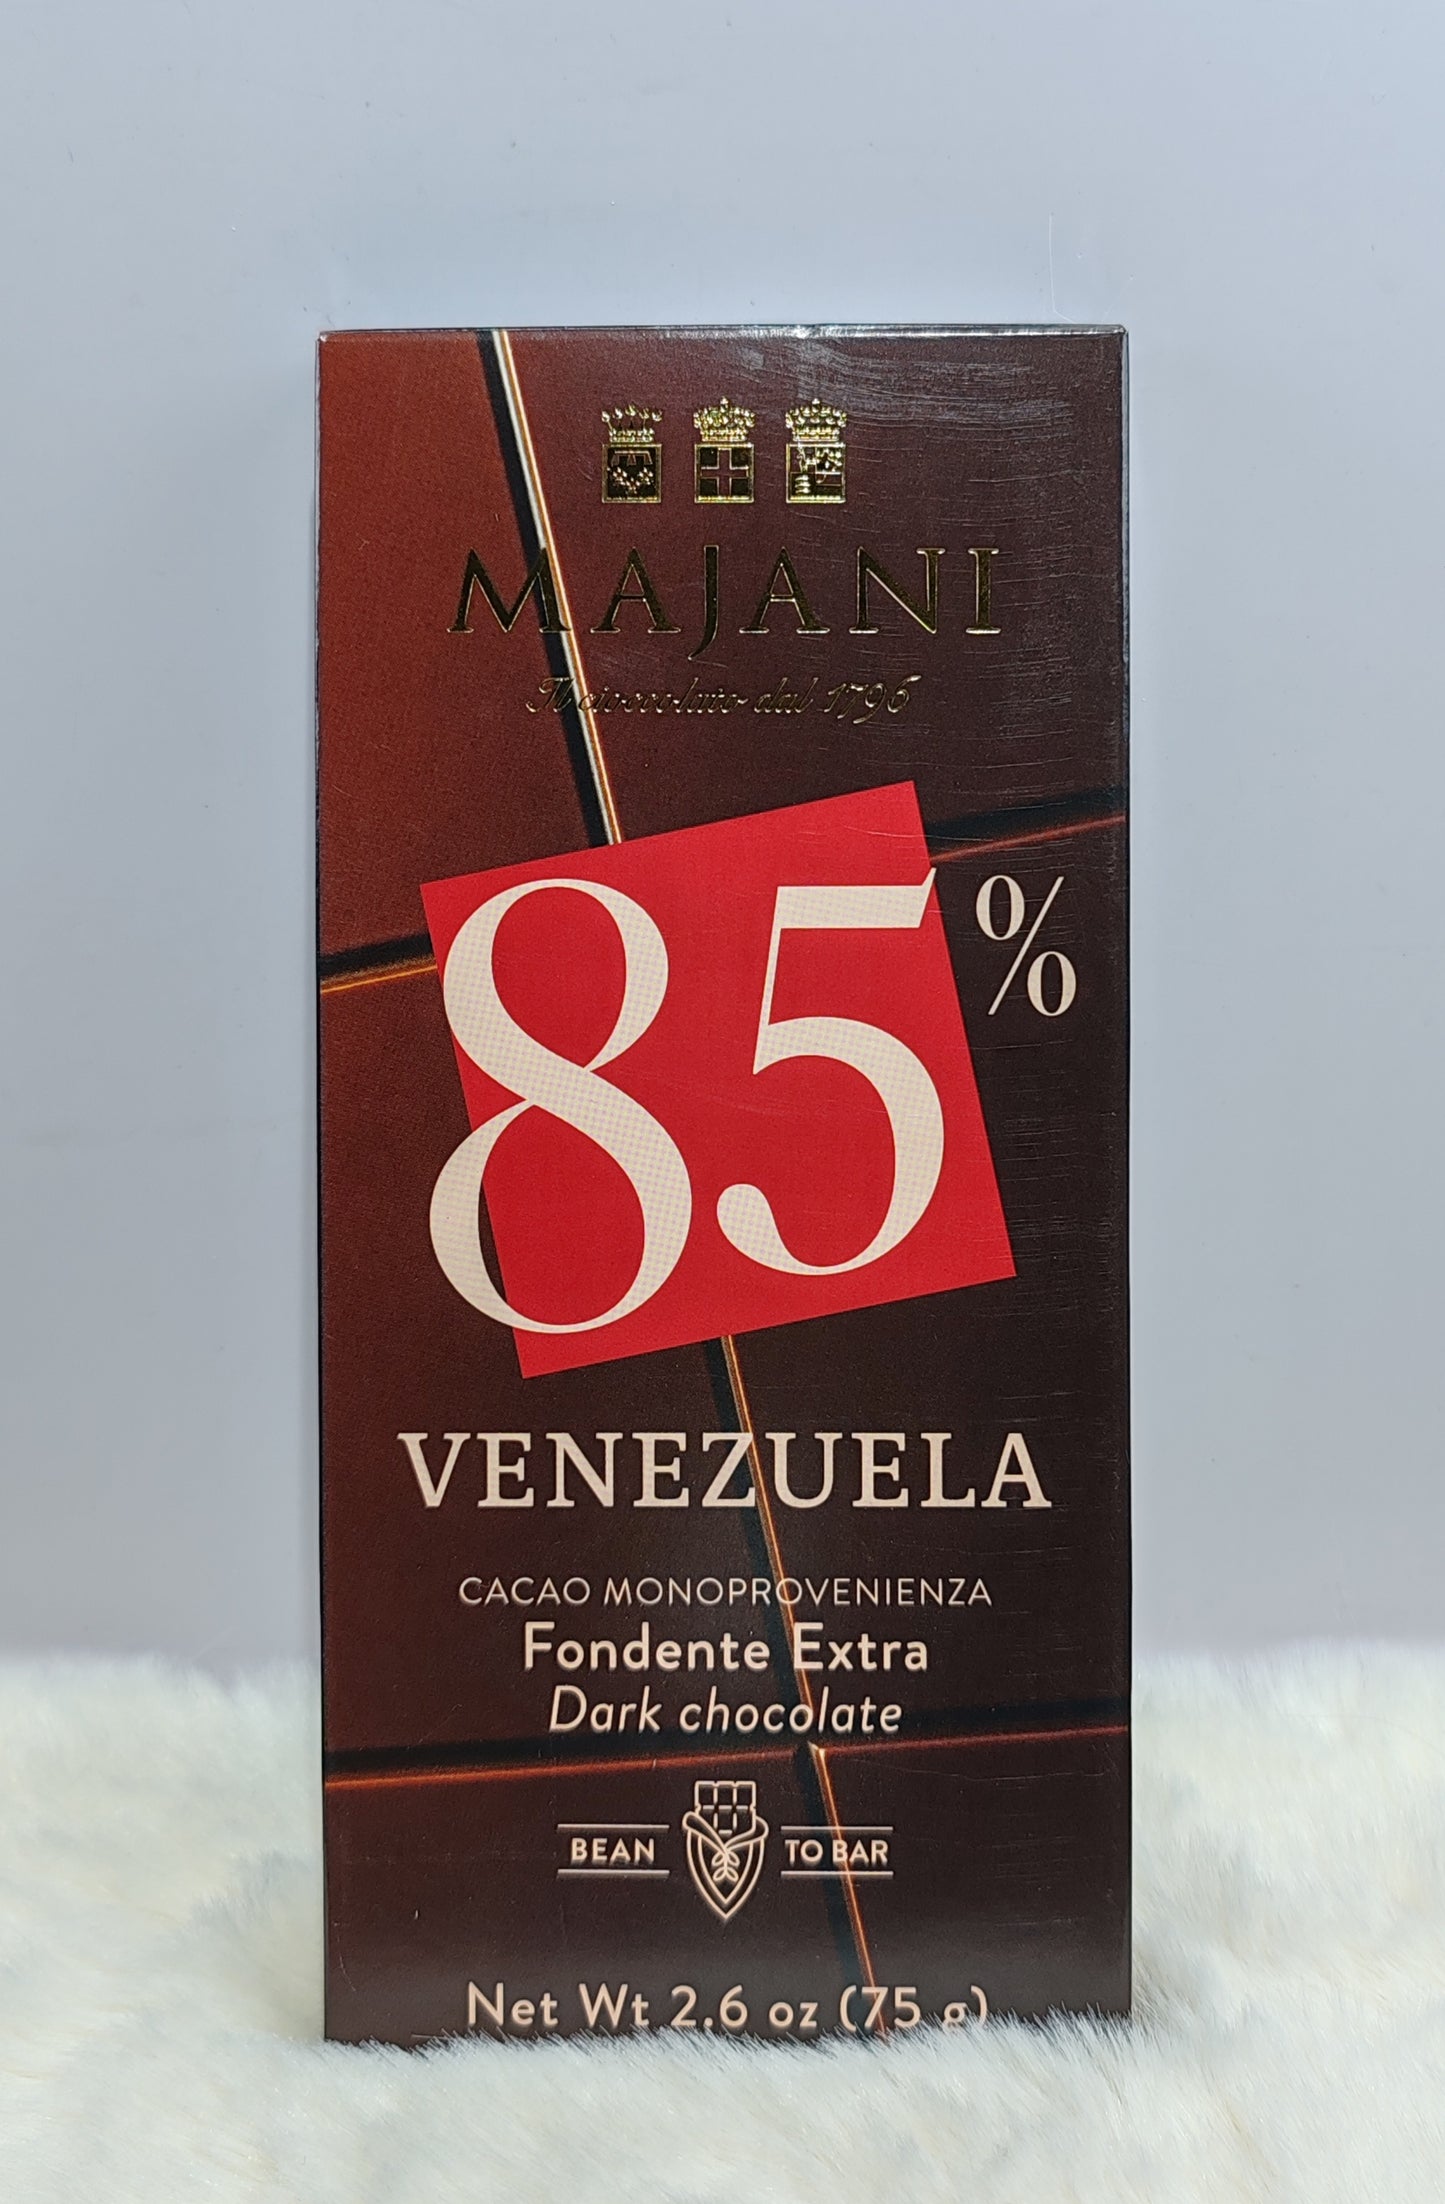 MAJANI
Il cioccolato dal 1796
85%
VENEZUELA
CACAO MONOPROVENIENZA
Fondente Extra
Dark chocolate
BEAN TO BAR
Net Wt 2.6 oz (75 g)